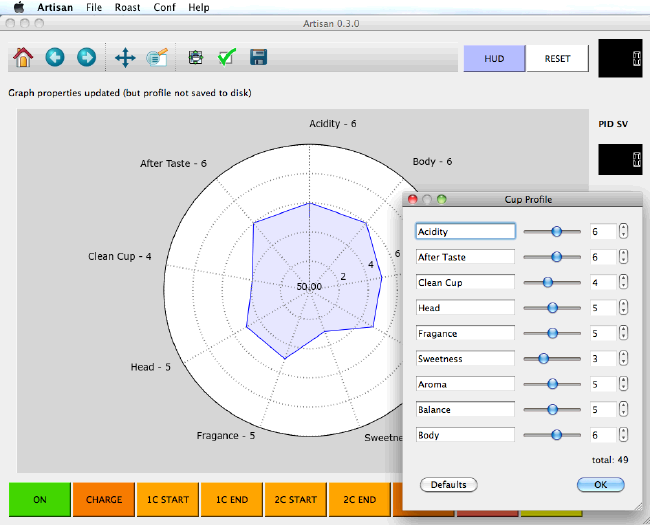 Artisan File Roast Conf Help
Artisan 0.3.0
HUD RESET 0
Graph properties updated (but profile not saved to disk)
PID SV
0
Acidity - 6
After Taste - 6
Body - 6
Clean Cup - 4
6
4
2
50.00
Head - 5
Fragance - 5
Sweetne
Cup Profile
Acidity 6
After Taste 6
Clean Cup 4
Head 5
Fragance 5
Sweetness 3
Aroma 5
Balance 5
Body 6
total: 49
Defaults OK
ON CHARGE 1C START 1C END 2C START 2C END